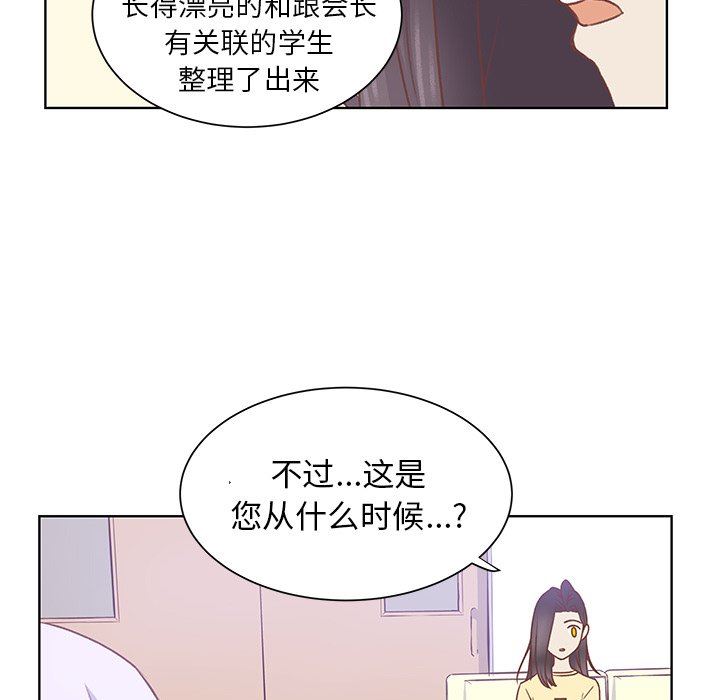 长得漂亮的和跟会长
有关联的学生
整理了出来
不过...这是
您从什么时候...?